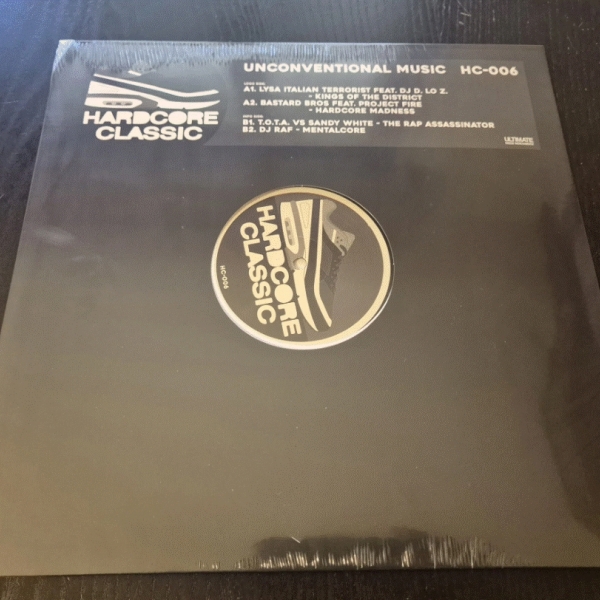 UNCONVENTIONAL MUSIC HC-006
A1. LYSA ITALIAN TERRORIST FEAT. DJ D. LO Z.
- KINGS OF THE DISTRICT
A2. BASTARD BROS FEAT. PROJECT FIRE
- HARDCORE MADNESS
B1. T.O.T.A. VS SANDY WHITE - THE RAP ASSASSINATOR
B2. DJ RAF - MENTALCORE
ULTIMATE
HARDCORE
CLASSIC
HARDCORE
CLASSIC
HC-006